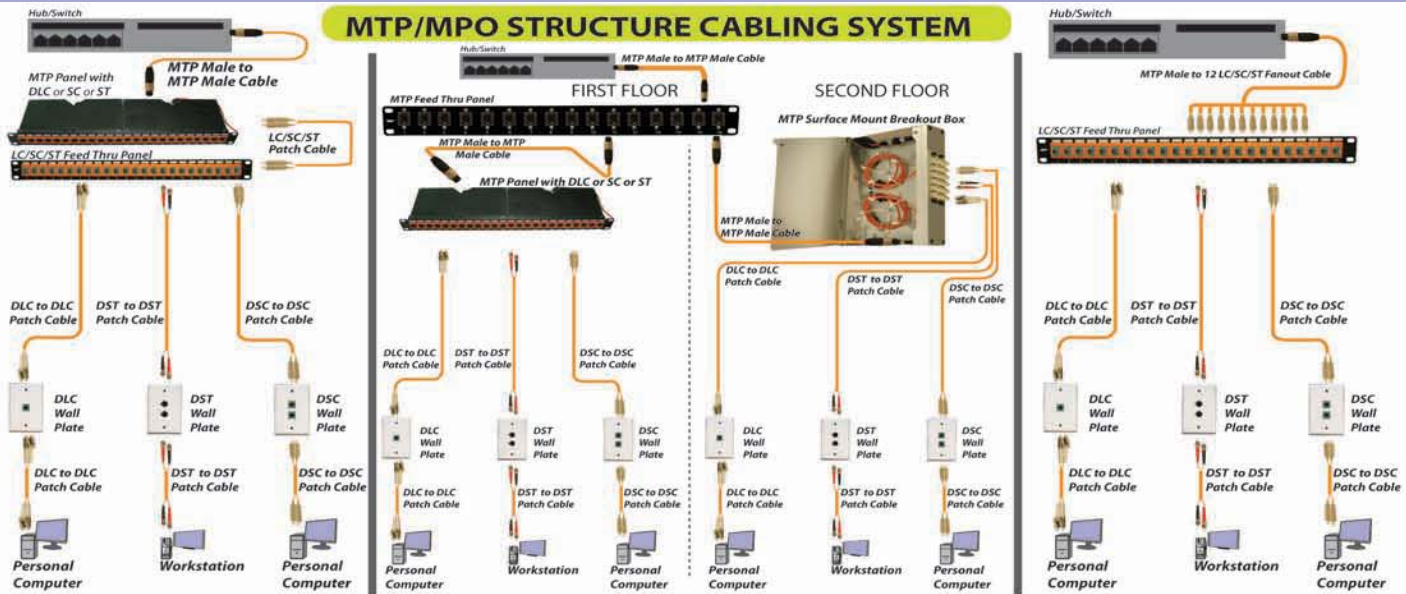 MTP/MPO STRUCTURE CABLING SYSTEM
Hub/Switch
MTP Male to
MTP Male Cable
MTP Panel with
DLC or SC or ST
LC/SC/ST
Patch Cable
LC/SC/ST Feed Thru Panel
DLC to DLC
Patch Cable
DST to DST
Patch Cable
DSC to DSC
Patch Cable
DLC
Wall
Plate
DST
Wall
Plate
DSC
Wall
Plate
DLC to DLC
Patch Cable
DST to DST
Patch Cable
DSC to DSC
Patch Cable
Personal
Computer
Workstation
Personal
Computer
Hub/Switch
MTP Male to MTP Male Cable
FIRST FLOOR
MTP Feed Thru Panel
MTP Male to MTP
Male Cable
MTP Panel with DLC or SC or ST
DLC to DLC
Patch Cable
DST to DST
Patch Cable
DSC to DSC
Patch Cable
DLC
Wall
Plate
DST
Wall
Plate
DSC
Wall
Plate
DLC to DLC
Patch Cable
DST to DST
Patch Cable
DSC to DSC
Patch Cable
Personal
Computer
Workstation
Personal
Computer
SECOND FLOOR
MTP Surface Mount Breakout Box
MTP Male to
MTP Male Cable
DLC to DLC
Patch Cable
DST to DST
Patch Cable
DSC to DSC
Patch Cable
DLC
Wall
Plate
DST
Wall
Plate
DSC
Wall
Plate
DLC to DLC
Patch Cable
DST to DST
Patch Cable
DSC to DSC
Patch Cable
Personal
Computer
Workstation
Personal
Computer
Hub/Switch
MTP Male to 12 LC/SC/ST Fanout Cable
LC/SC/ST Feed Thru Panel
DLC to DLC
Patch Cable
DST to DST
Patch Cable
DSC to DSC
Patch Cable
DLC
Wall
Plate
DST
Wall
Plate
DSC
Wall
Plate
DLC to DLC
Patch Cable
DST to DST
Patch Cable
DSC to DSC
Patch Cable
Personal
Computer
Workstation
Personal
Computer